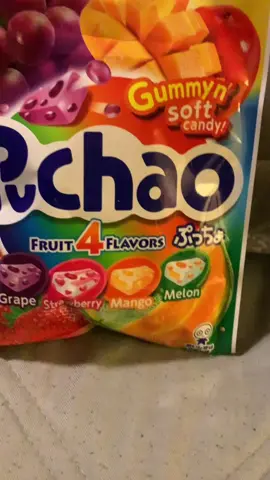 Gummy n'
soft
candy!
Puchao
FRUIT 4 FLAVORS ぷっちょ
Grape Strawberry Mango Melon